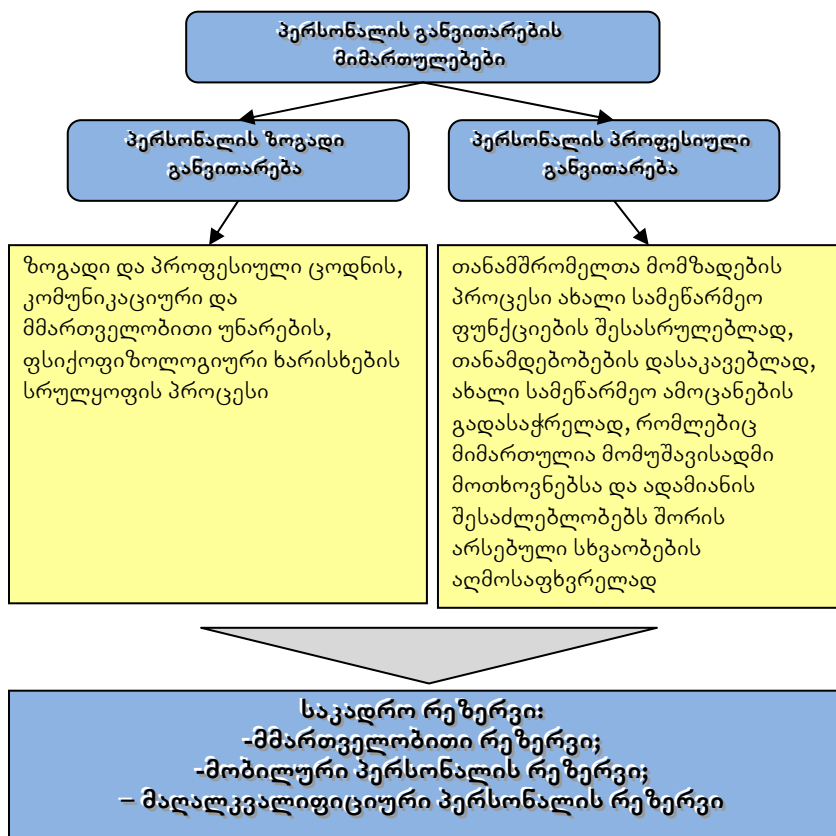 პერსონალის განვითარების
მიმართულებები
პერსონალის ზოგადი
განვითარება
პერსონალის პროფესიული
განვითარება
ზოგადი და პროფესიული ცოდნის,
კომუნიკაციური და
მმართველობითი უნარების,
ფსიქოფიზოლოგიური ხარისხების
სრულყოფის პროცესი
თანამშრომელთა მომზადების
პროცესი ახალი სამეწარმეო
ფუნქციების შესასრულებლად,
თანამდებობების დასაკავებლად,
ახალი სამეწარმეო ამოცანების
გადასაჭრელად, რომლებიც
მიმართულია მომუშავისადმი
მოთხოვნებსა და ადამიანის
შესაძლებლობებს შორის
არსებული სხვაობების
აღმოსაფხვრელად
საკადრო რეზერვი:
-მმართველობითი რეზერვი;
-მობილური პერსონალის რეზერვი;
– მაღალკვალიფიციური პერსონალის რეზერვი